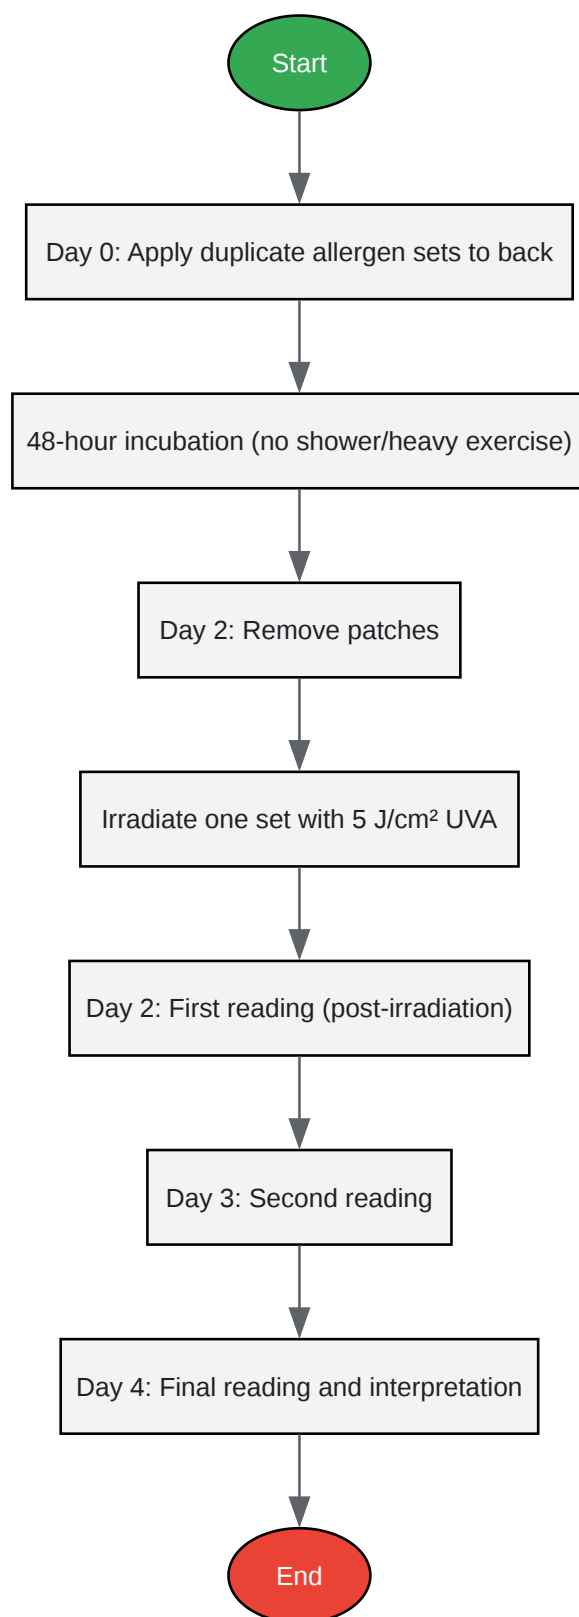 Start
Day 0: Apply duplicate allergen sets to back
48-hour incubation (no shower/heavy exercise)
Day 2: Remove patches
Irradiate one set with 5 J/cm² UVA
Day 2: First reading (post-irradiation)
Day 3: Second reading
Day 4: Final reading and interpretation
End